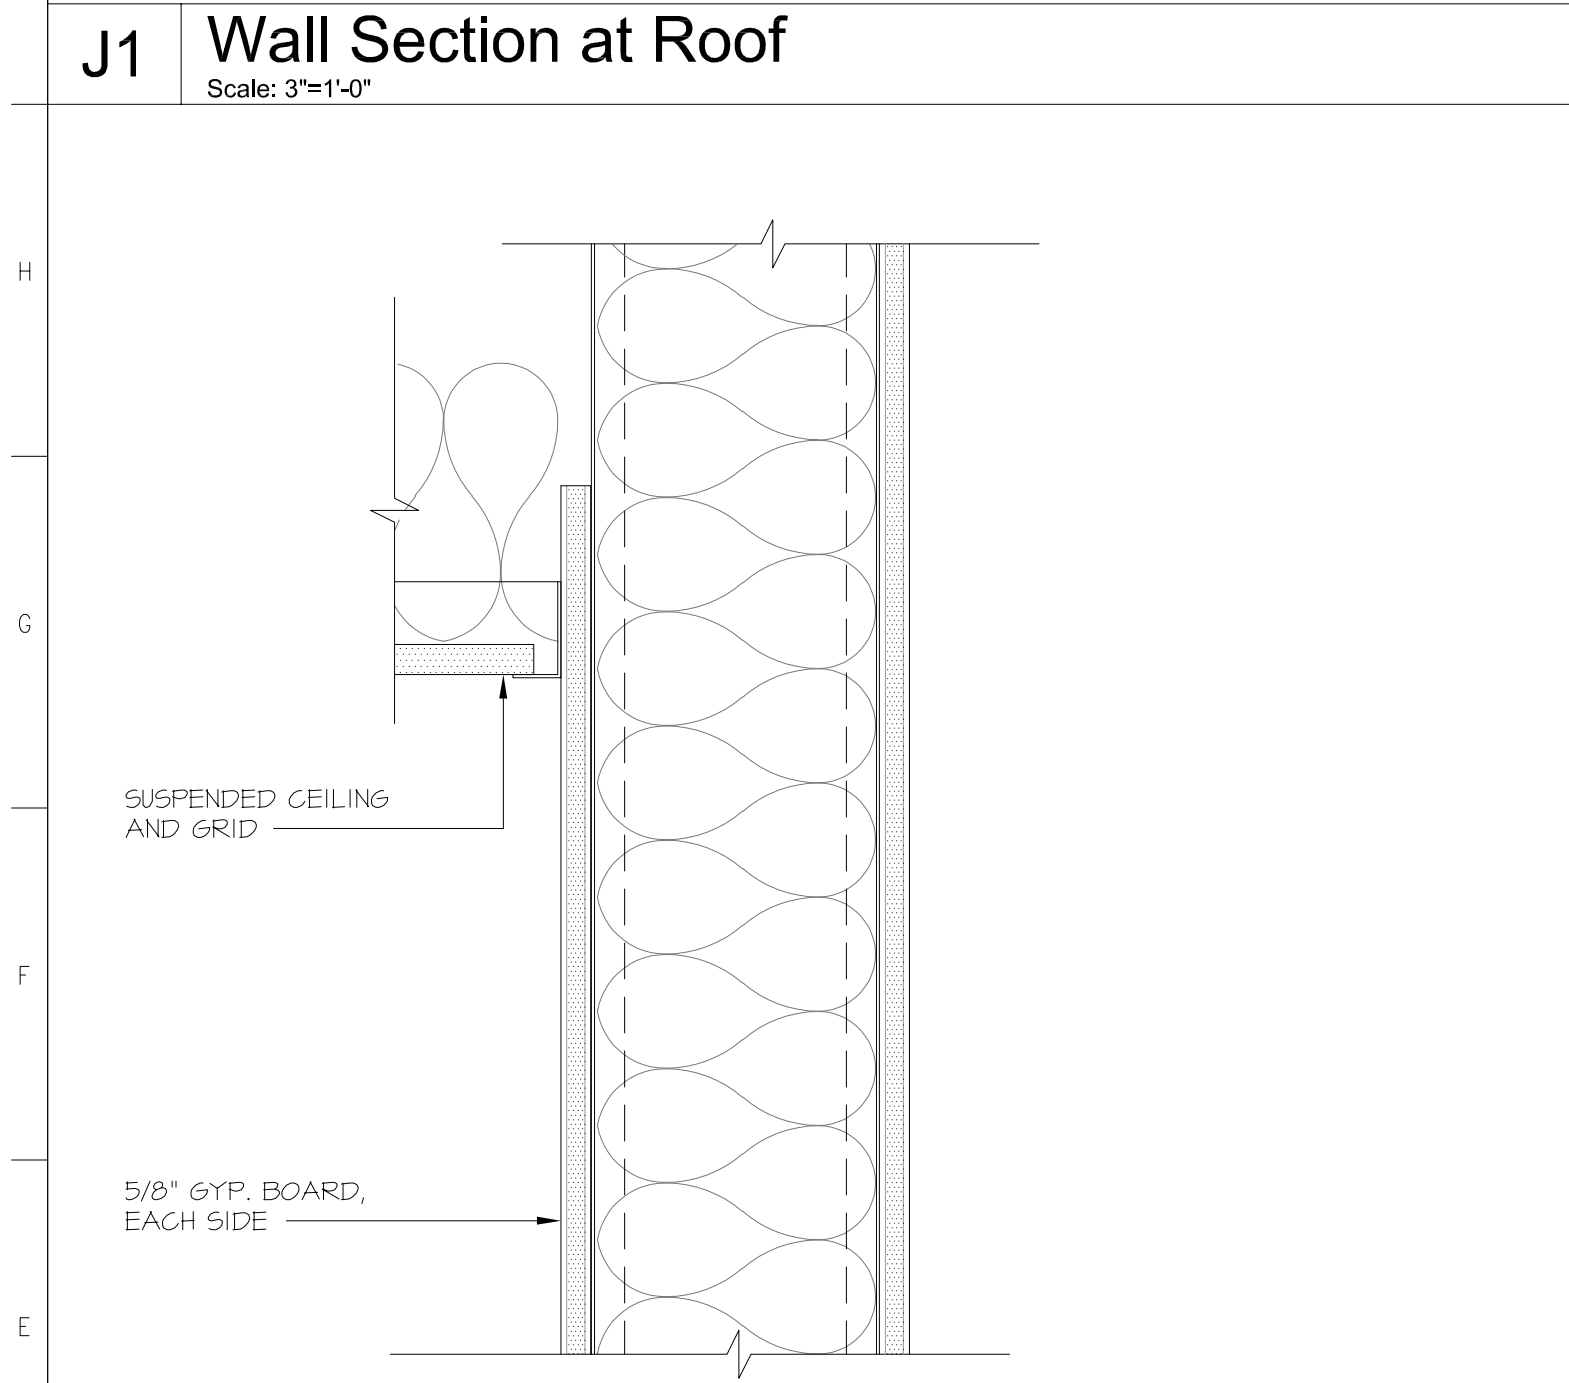 J1
Wall Section at Roof
Scale: 3"=1'-0"
H
G
SUSPENDED CEILING
AND GRID
F
5/8" GYP. BOARD,
EACH SIDE
E